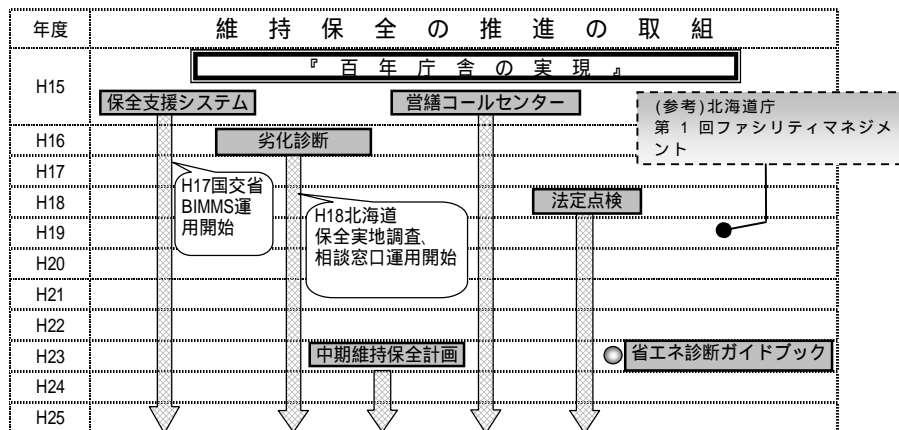 年度
維持保全の推進の取組
『百年庁舎の実現』
H15
保全支援システム
営繕コールセンター
(参考)北海道庁
第1回ファシリティマネジメ
ント
H16
劣化診断
H17
H17国交省
BIMMS運
用開始
H18
法定点検
H18北海道
保全実地調査、
相談窓口運用開始
H19
H20
H21
H22
H23
中期維持保全計画
省エネ診断ガイドブック
H24
H25